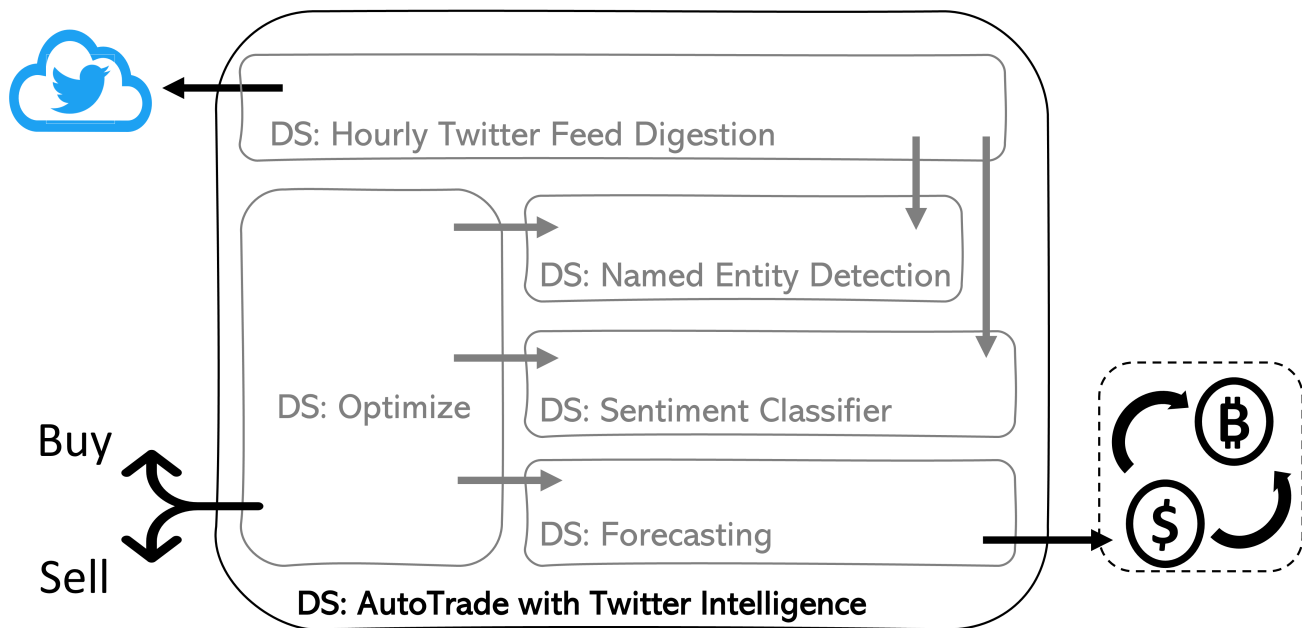 DS: Hourly Twitter Feed Digestion
DS: Named Entity Detection
DS: Optimize
DS: Sentiment Classifier
Buy
Sell
DS: Forecasting
₿
$
DS: AutoTrade with Twitter Intelligence